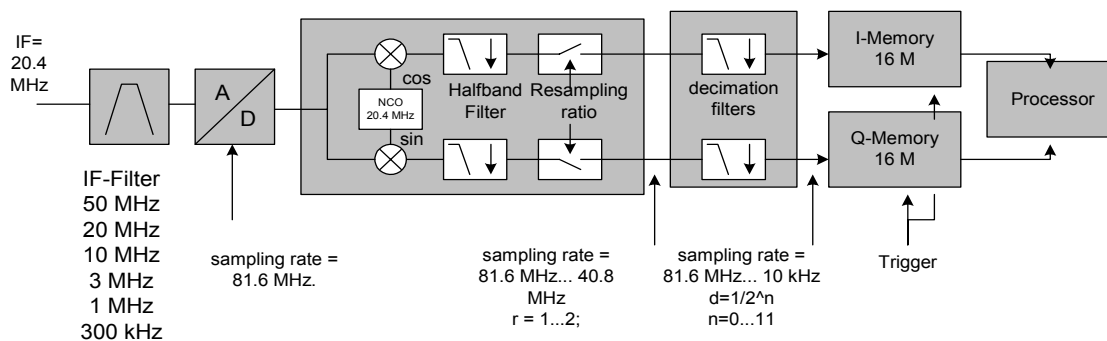 IF=
20.4
MHz
A
D
IF-Filter
50 MHz
20 MHz
10 MHz
3 MHz
1 MHz
300 kHz
sampling rate =
81.6 MHz.
cos
NCO
20.4 MHz
sin
Halfband
Filter
Resampling
ratio
sampling rate =
81.6 MHz... 40.8
MHz
r = 1...2;
decimation
filters
sampling rate =
81.6 MHz... 10 kHz
d=1/2^n
n=0...11
I-Memory
16 M
Q-Memory
16 M
Trigger
Processor